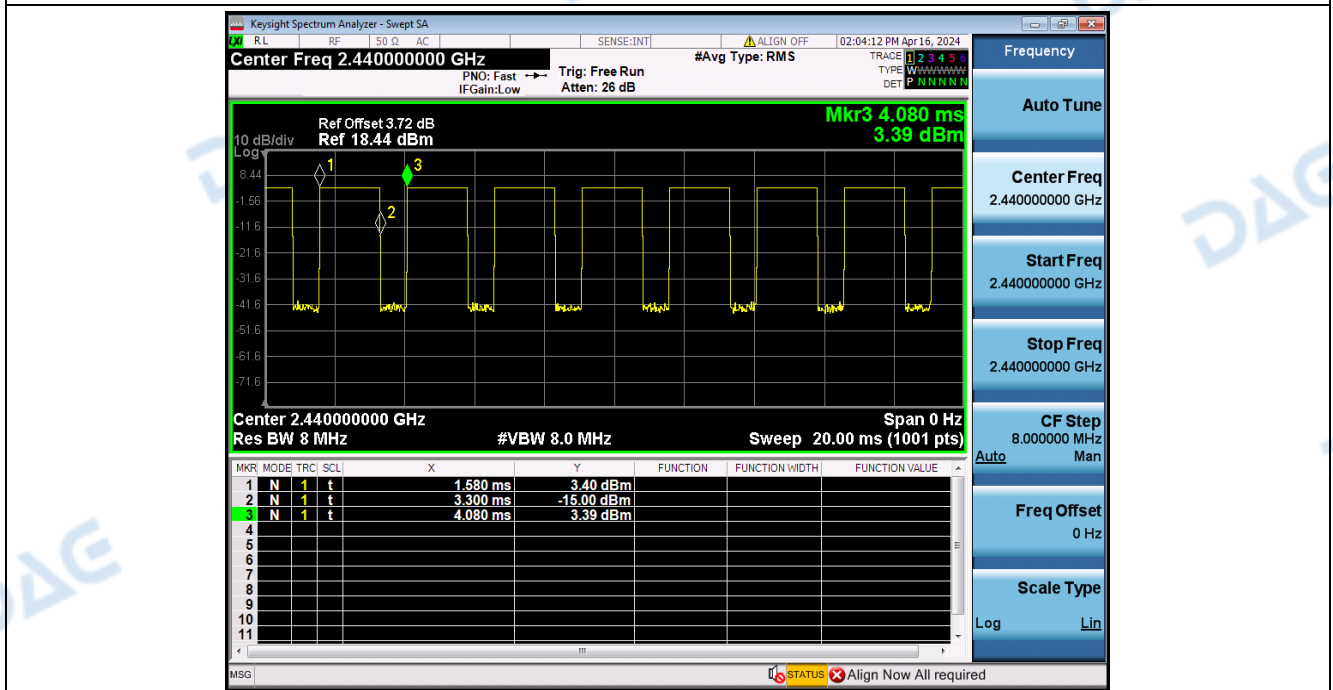 Keysight Spectrum Analyzer - Swept SA
LXI RL RF 50 Ω AC SENSE:INT ALIGN OFF 02:04:12 PM Apr 16, 2024
Center Freq 2.440000000 GHz #Avg Type: RMS TRACE 1 2 3 4 5 6
PNO: Fast Trig: Free Run TYPE WWWWWW
IFGain:Low Atten: 26 dB DET P N N N N N
Mkr3 4.080 ms
3.39 dBm
Ref Offset 3.72 dB
10 dB/div Ref 18.44 dBm
Log
1 3
8.44
-1.56
2
-11.6
-21.6
-31.6
-41.6
-51.6
-61.6
-71.6
Center 2.440000000 GHz Span 0 Hz
Res BW 8 MHz #VBW 8.0 MHz Sweep 20.00 ms (1001 pts)
MKR MODE TRC SCL X Y FUNCTION FUNCTION WIDTH FUNCTION VALUE
1 N 1 t 1.580 ms 3.40 dBm
2 N 1 t 3.300 ms -15.00 dBm
3 N 1 t 4.080 ms 3.39 dBm
4
5
6
7
8
9
10
11
MSG STATUS Align Now All required
Frequency
Auto Tune
Center Freq
2.440000000 GHz
Start Freq
2.440000000 GHz
Stop Freq
2.440000000 GHz
CF Step
8.000000 MHz
Auto Man
Freq Offset
0 Hz
Scale Type
Log Lin
DAG
DAG